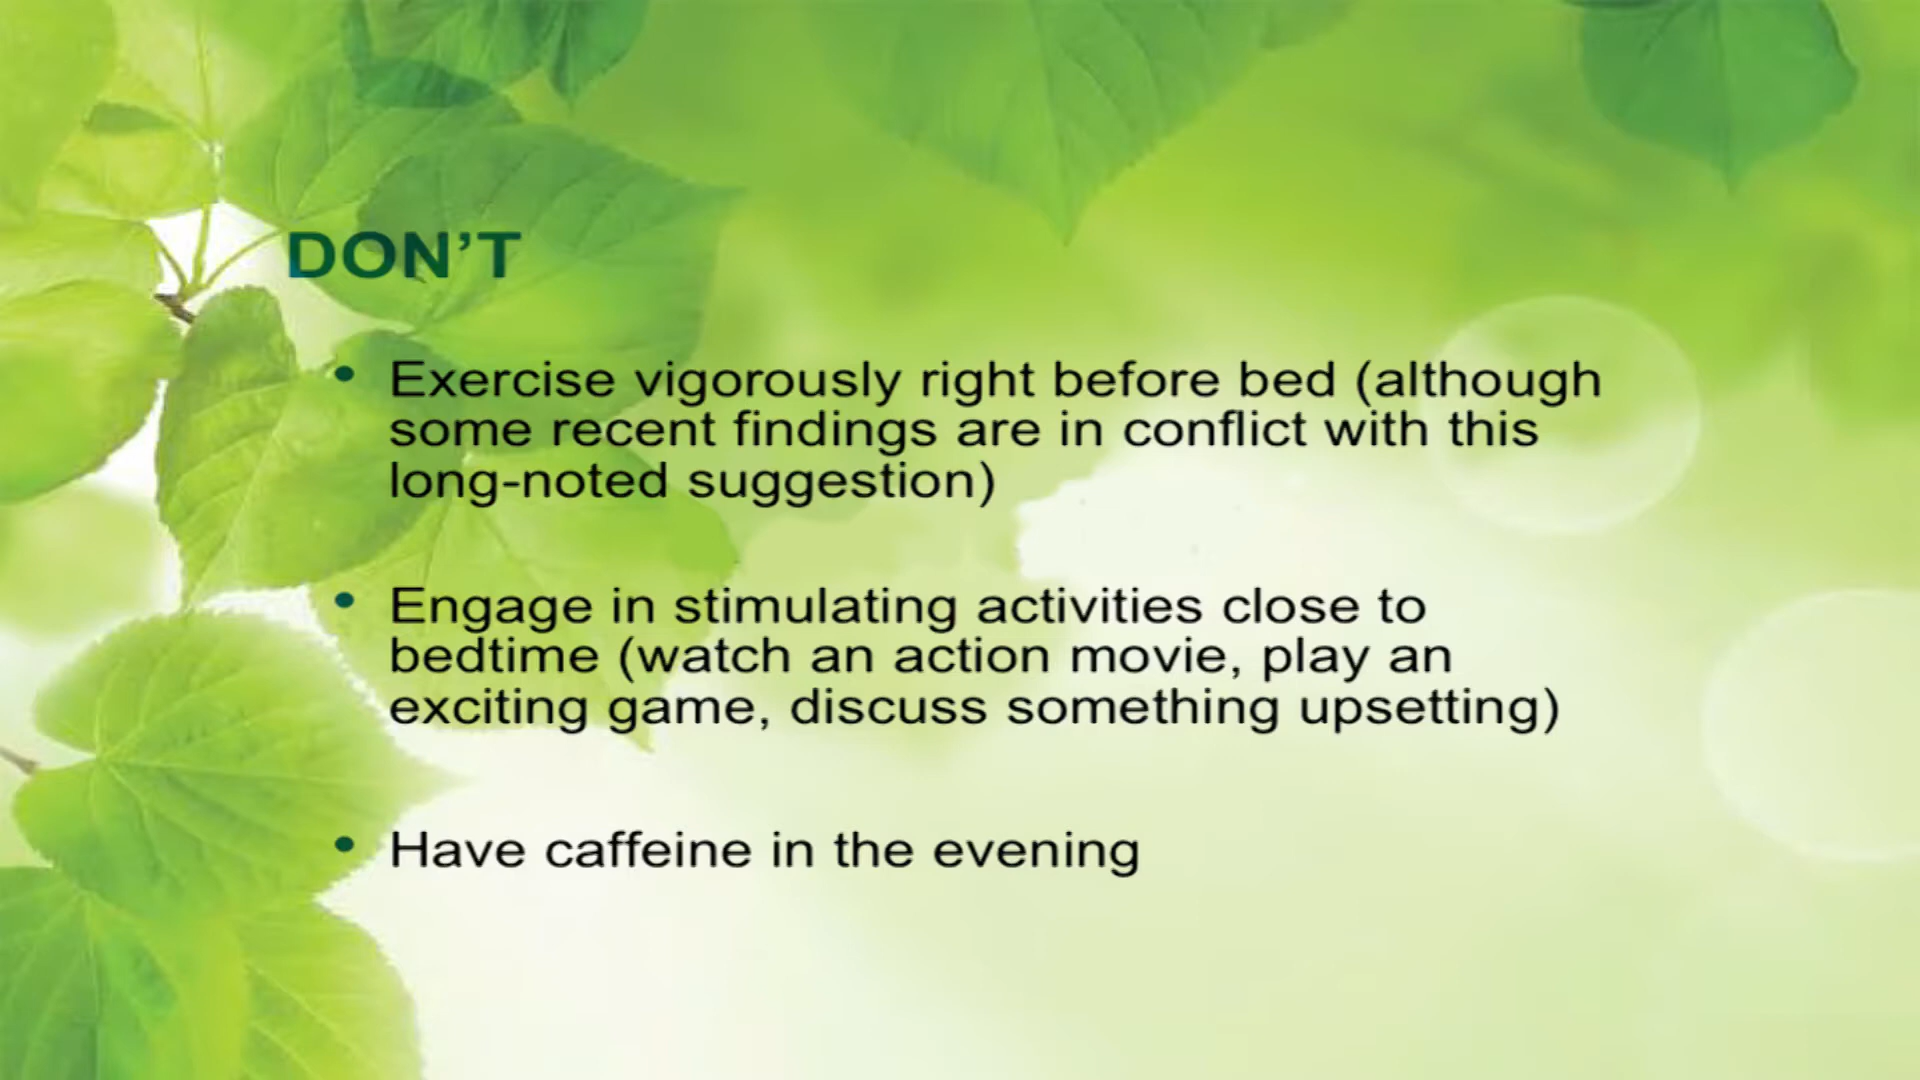 DON’T
• Exercise vigorously right before bed (although
some recent findings are in conflict with this
long-noted suggestion)
• Engage in stimulating activities close to
bedtime (watch an action movie, play an
exciting game, discuss something upsetting)
• Have caffeine in the evening